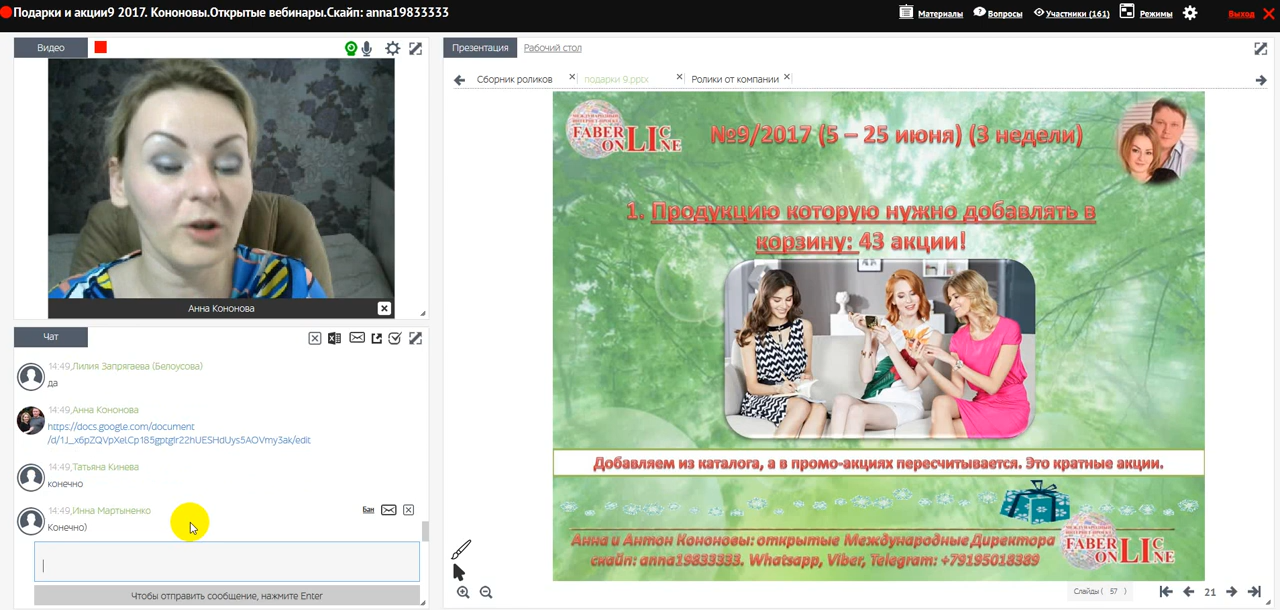 Подарки и акции9 2017. Кононовы.Открытые вебинары.Скайп: anna19833333
Материалы
Вопросы
Участники (161)
Режимы
Выход
Видео
Анна Кононова
Чат
14:49,Лилия Запрягаева (Белоусова)
да
14:49,Анна Кононова
https://docs.google.com/document
/d/1J_x6pZQVpXelCp185gptglr22hUESHdUys5AOVmy3ak/edit
14:49,Татьяна Кинева
конечно
14:49,Инна Мартыненко
Бан
Конечно)
Чтобы отправить сообщение, нажмите Enter
Презентация
Рабочий стол
Сборник роликов
подарки 9.pptx
Ролики от компании
МЕЖДУНАРОДНЫЙ
ИНТЕРНЕТ-ПРОЕКТ
FABERLIC
ONLINE
№9/2017 (5 – 25 июня) (3 недели)
1. Продукцию которую нужно добавлять в
корзину: 43 акции!
Добавляем из каталога, а в промо-акциях пересчитывается. Это кратные акции.
Анна и Антон Кононовы: открытые Международные Директора
скайп: anna19833333. Whatsapp, Viber, Telegram: +79195018389
FABERLIC
ONLINE
Слайды ( 57 )
21